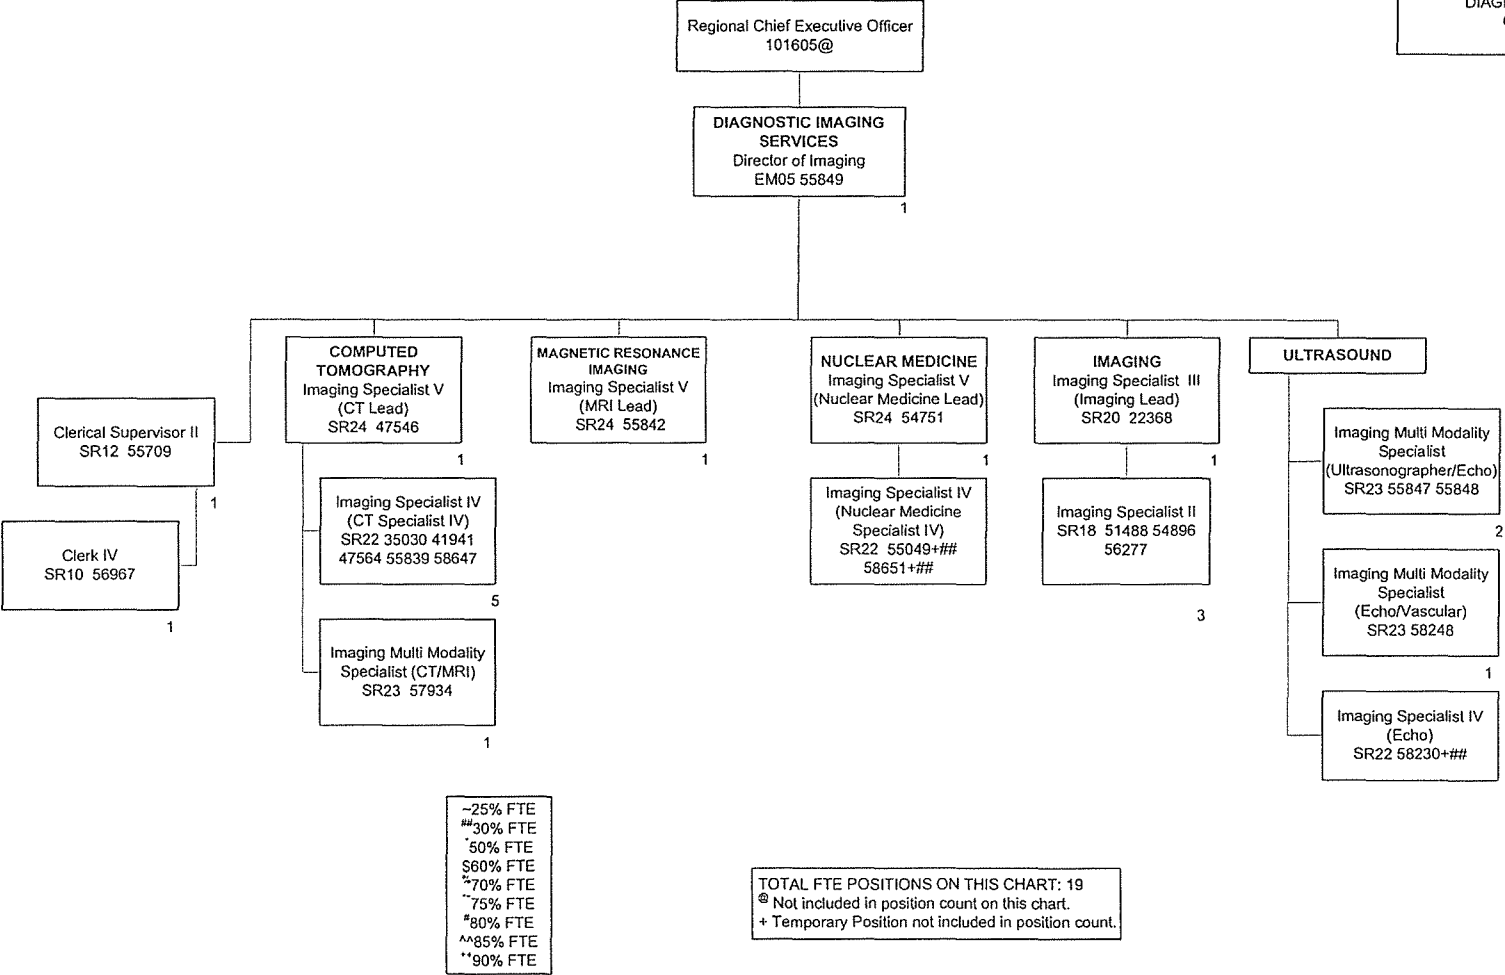 Regional Chief Executive Officer
101605@
DIAGNOSTIC IMAGING
SERVICES
Director of Imaging
EM05 55849
1
Clerical Supervisor II
SR12 55709
1
Clerk IV
SR10 56967
1
COMPUTED
TOMOGRAPHY
Imaging Specialist V
(CT Lead)
SR24 47546
1
Imaging Specialist IV
(CT Specialist IV)
SR22 35030 41941
47564 55839 58647
5
Imaging Multi Modality
Specialist (CT/MRI)
SR23 57934
1
MAGNETIC RESONANCE
IMAGING
Imaging Specialist V
(MRI Lead)
SR24 55842
1
NUCLEAR MEDICINE
Imaging Specialist V
(Nuclear Medicine Lead)
SR24 54751
1
Imaging Specialist IV
(Nuclear Medicine
Specialist IV)
SR22 55049+##
58651+##
IMAGING
Imaging Specialist III
(Imaging Lead)
SR20 22368
1
Imaging Specialist II
SR18 51488 54896
56277
3
ULTRASOUND
Imaging Multi Modality
Specialist
(Ultrasonographer/Echo)
SR23 55847 55848
2
Imaging Multi Modality
Specialist
(Echo/Vascular)
SR23 58248
1
Imaging Specialist IV
(Echo)
SR22 58230+##
~25% FTE
##30% FTE
*50% FTE
$60% FTE
70% FTE
75% FTE
#80% FTE
^^85% FTE
90% FTE
TOTAL FTE POSITIONS ON THIS CHART: 19
@ Not included in position count on this chart.
+ Temporary Position not included in position count.